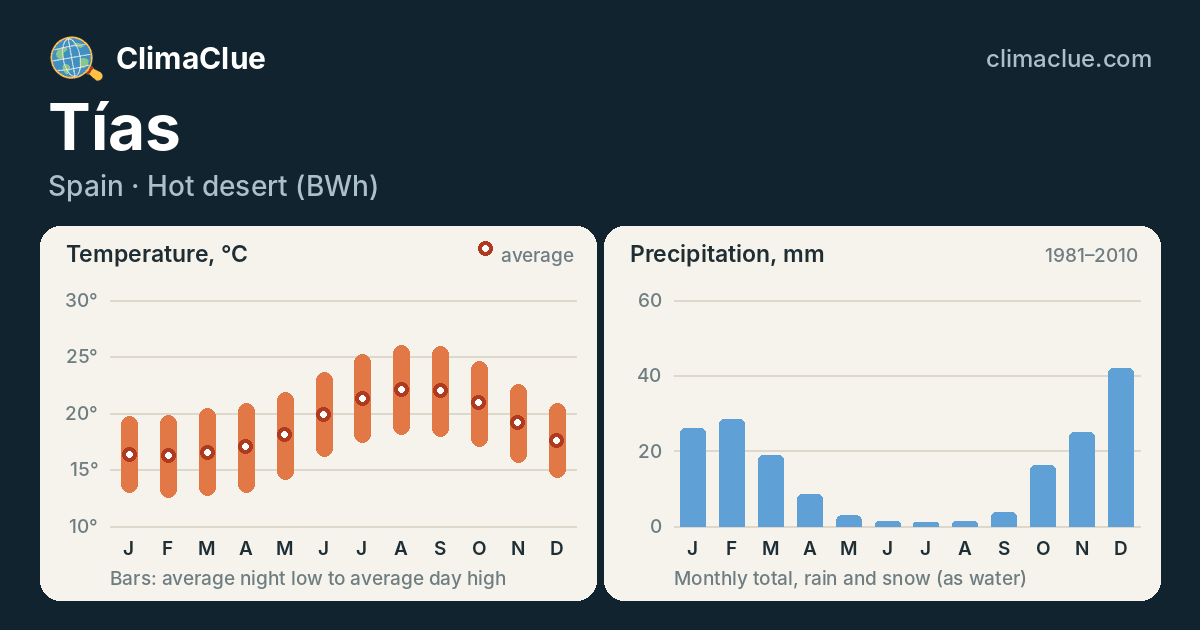 ClimaClue
climaclue.com
Tías
Spain · Hot desert (BWh)
Temperature, °C
average
30°
25°
20°
15°
10°
J F M A M J J A S O N D
Bars: average night low to average day high
Precipitation, mm
1981–2010
60
40
20
0
J F M A M J J A S O N D
Monthly total, rain and snow (as water)